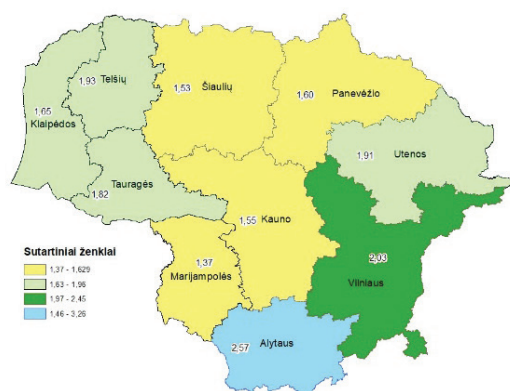 1,93
Telšių
1,53
Šiaulių
1,60
Panevėžio
1,65
Klaipėdos
1,91
Utenos
1,82
Tauragės
1,55
Kauno
1,37
Marijampolės
2,03
Vilniaus
2,57
Alytaus
Sutartiniai ženklai
1,37 - 1,629
1,63 - 1,96
1,97 - 2,45
1,46 - 3,26